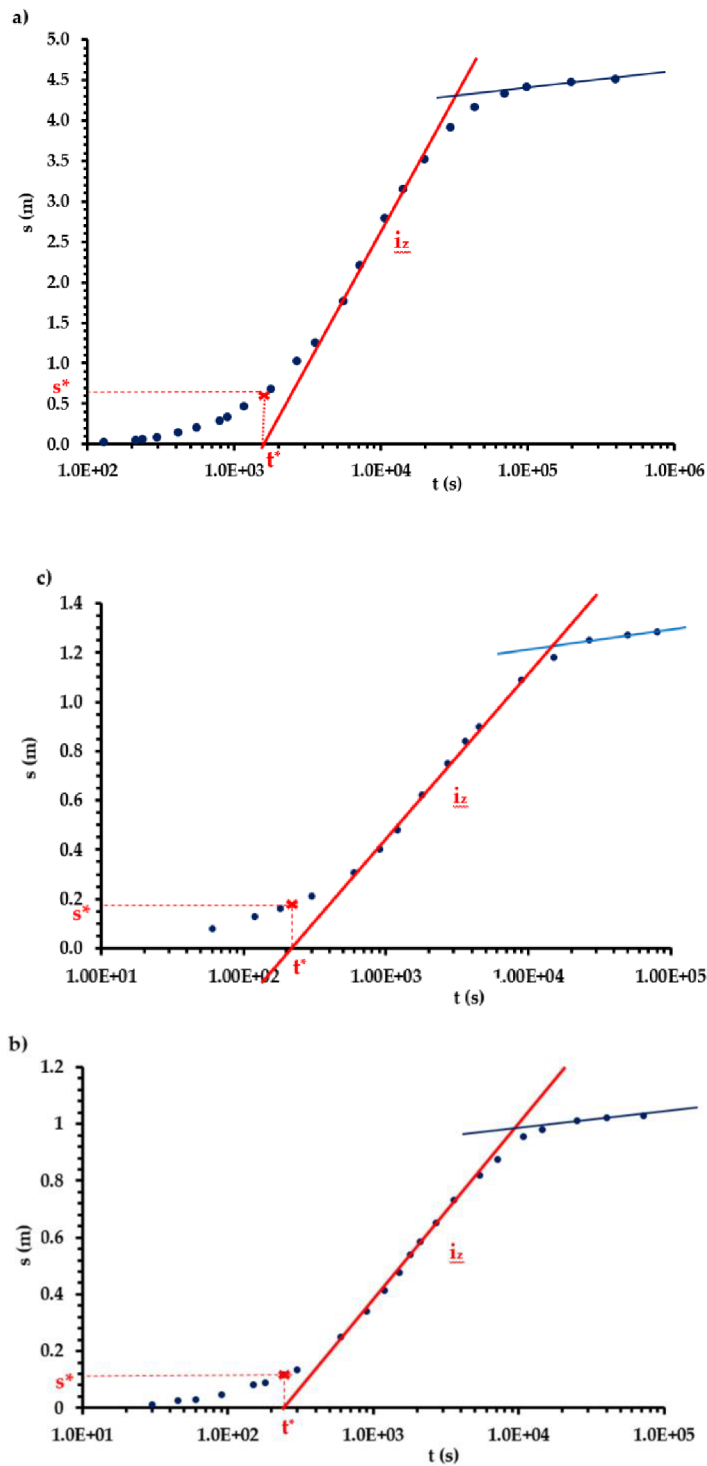 a)
s (m)
5.0
4.5
4.0
3.5
3.0
2.5
2.0
1.5
1.0
0.5
0.0
iz
s*
t*
1.0E+02 1.0E+03 1.0E+04 1.0E+05 1.0E+06
t (s)
c)
s (m)
1.4
1.2
1.0
0.8
0.6
0.4
0.2
0.0
iz
s*
t*
1.00E+01 1.00E+02 1.00E+03 1.00E+04 1.00E+05
t (s)
b)
s (m)
1.2
1
0.8
0.6
0.4
0.2
0
iz
s*
t*
1.0E+01 1.0E+02 1.0E+03 1.0E+04 1.0E+05
t (s)